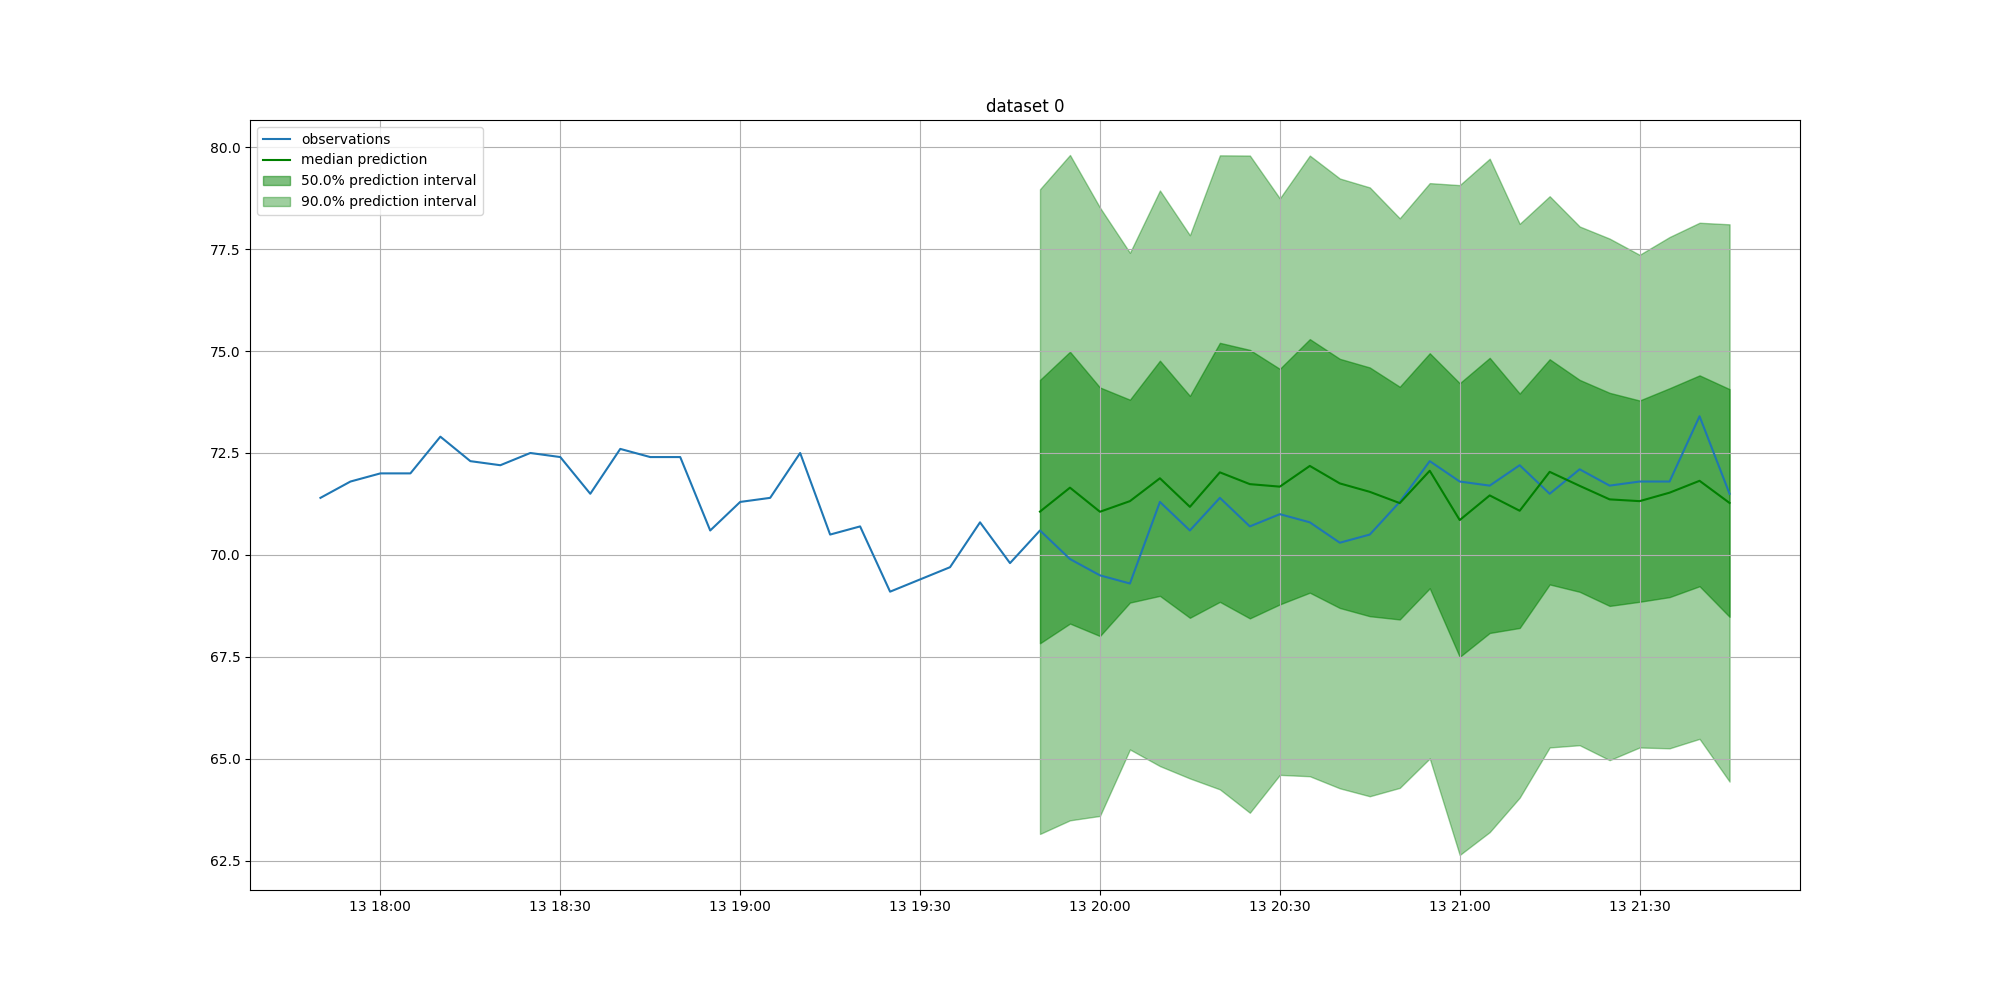 dataset 0
observations
median prediction
50.0% prediction interval
90.0% prediction interval
80.0
77.5
75.0
72.5
70.0
67.5
65.0
62.5
13 18:00 13 18:30 13 19:00 13 19:30 13 20:00 13 20:30 13 21:00 13 21:30